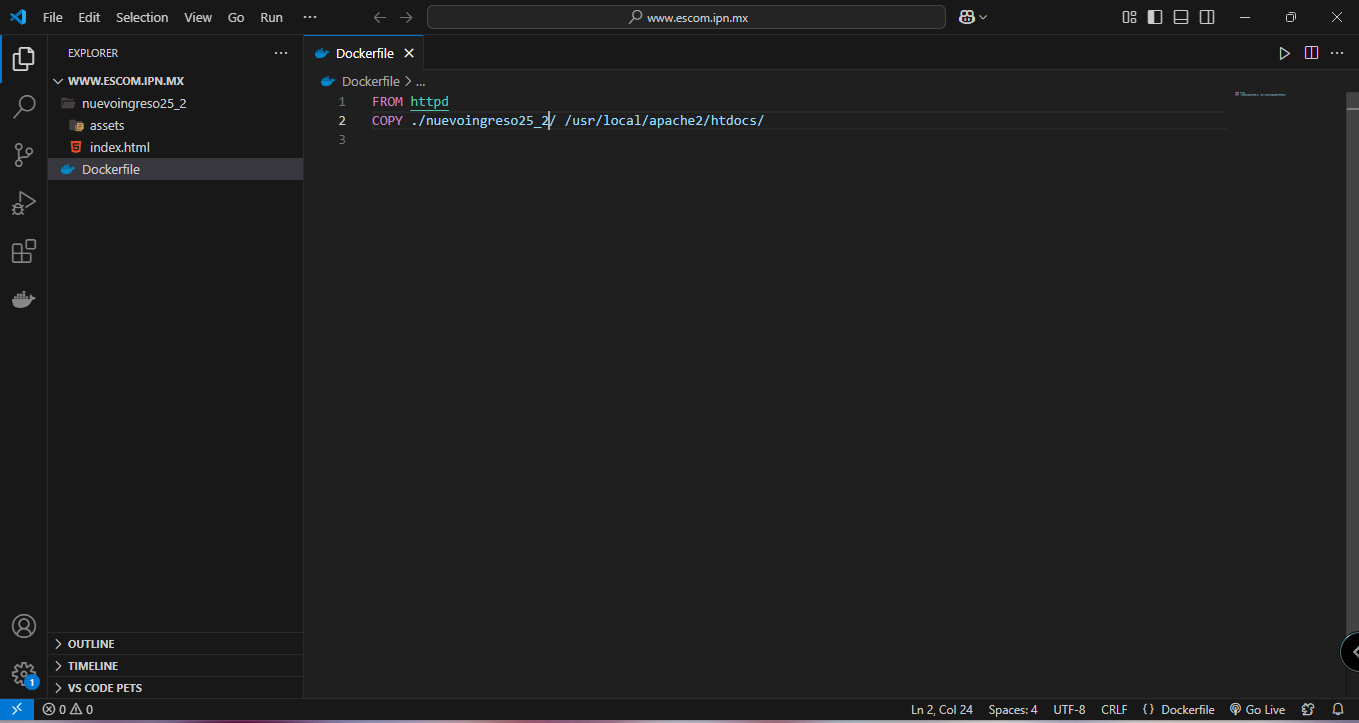 File Edit Selection View Go Run ··· www.escom.ipn.mx
EXPLORER ···
WWW.ESCOM.IPN.MX
nuevoingreso25_2
assets
index.html
Dockerfile
OUTLINE
TIMELINE
VS CODE PETS
1
Dockerfile
Dockerfile > ...
1 FROM httpd
2 COPY ./nuevoingreso25_2/ /usr/local/apache2/htdocs/
3
0 0 Ln 2, Col 24 Spaces: 4 UTF-8 CRLF {} Dockerfile Go Live